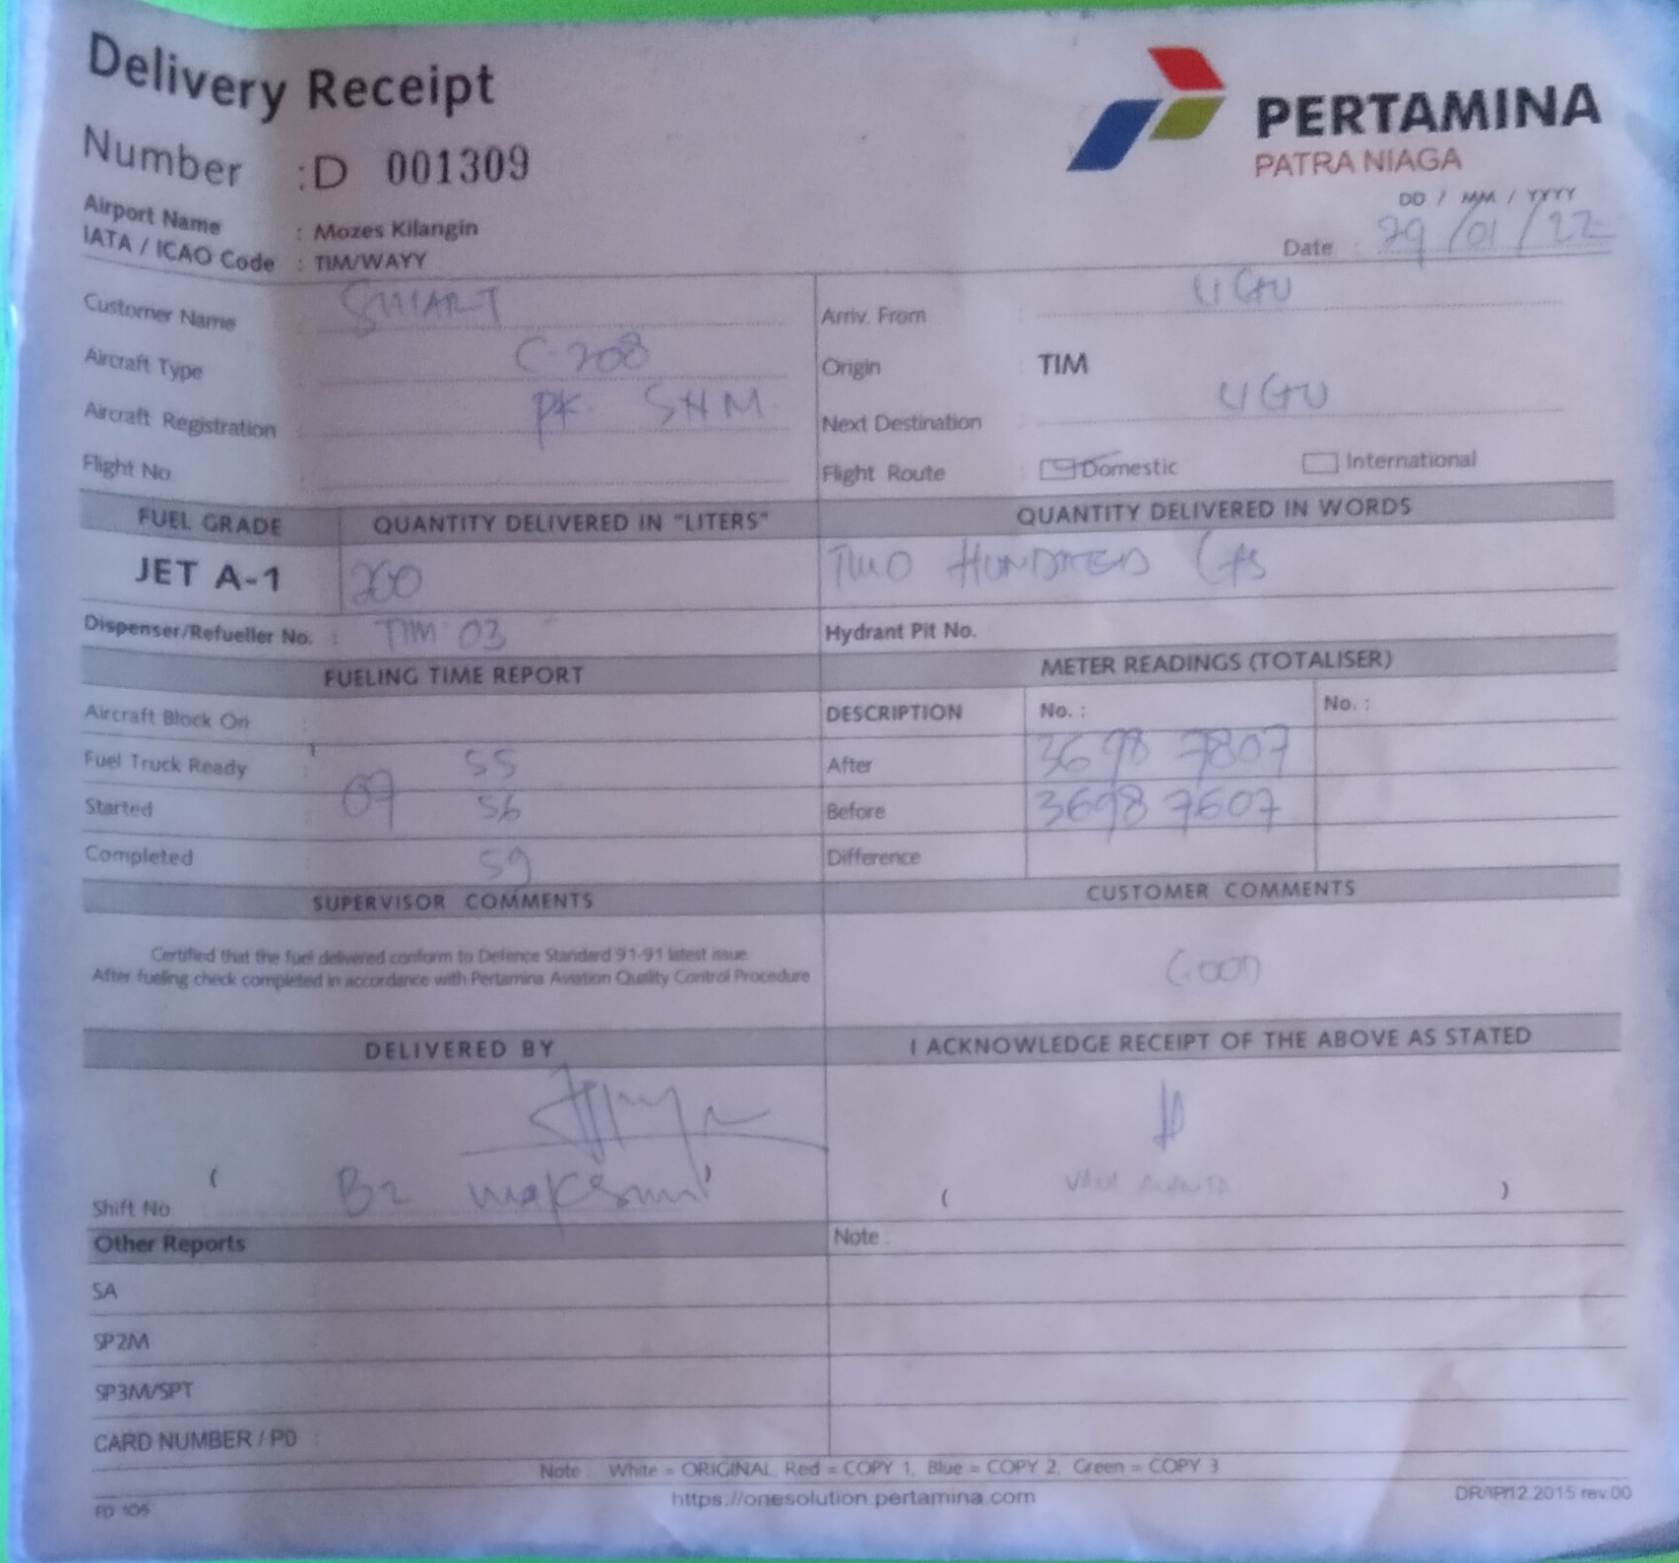 Delivery Receipt
PERTAMINA
PATRA NIAGA
Number : D 001309
DD / MM / YYYY
Date : 29/01/22
Airport Name : Mozes Kilangin
IATA / ICAO Code : TIM/WAYY
Customer Name : SMART
Arriv. From : UGU
Aircraft Type C-208
Origin TIM
Aircraft Registration PK SHM
Next Destination UGU
Flight No.
Flight Route : Domestic International
FUEL GRADE QUANTITY DELIVERED IN "LITERS" QUANTITY DELIVERED IN WORDS
JET A-1 200 TWO HUNDRED
Dispenser/Refueller No. : TIM 03 Hydrant Pit No.
FUELING TIME REPORT METER READINGS (TOTALISER)
Aircraft Block On DESCRIPTION No. : No. :
Fuel Truck Ready 55 After 3698 7807
Started 07 56 Before 3698 7607
Completed 59 Difference
SUPERVISOR COMMENTS CUSTOMER COMMENTS
Certified that the fuel delivered conform to Defence Standard 91-91 latest issue.
After fueling check completed in accordance with Pertamina Aviation Quality Control Procedure
GOOD
DELIVERED BY I ACKNOWLEDGE RECEIPT OF THE ABOVE AS STATED
Shift No. ( B2 maksum ) ( )
Other Reports Note :
SA
SP2M
SP3M/SPT
CARD NUMBER / PO :
Note : White = ORIGINAL, Red = COPY 1, Blue = COPY 2, Green = COPY 3
https://onesolution.pertamina.com
FD 105 DR/IP/12.2015 rev.00